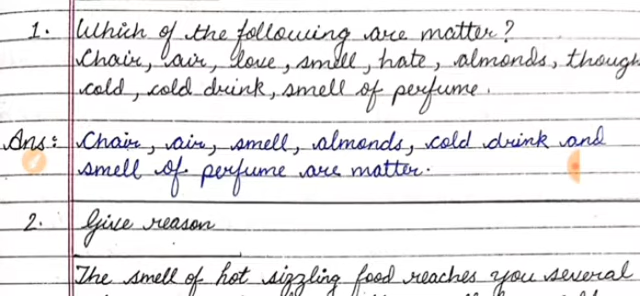 1. Which of the following are matter?
Chair, air, love, smell, hate, almonds, though
cold, cold drink, smell of perfume.
Ans: Chair, air, smell, almonds, cold drink and
smell of perfume are matter.
2. Give reason
The smell of hot sizzling food reaches you several